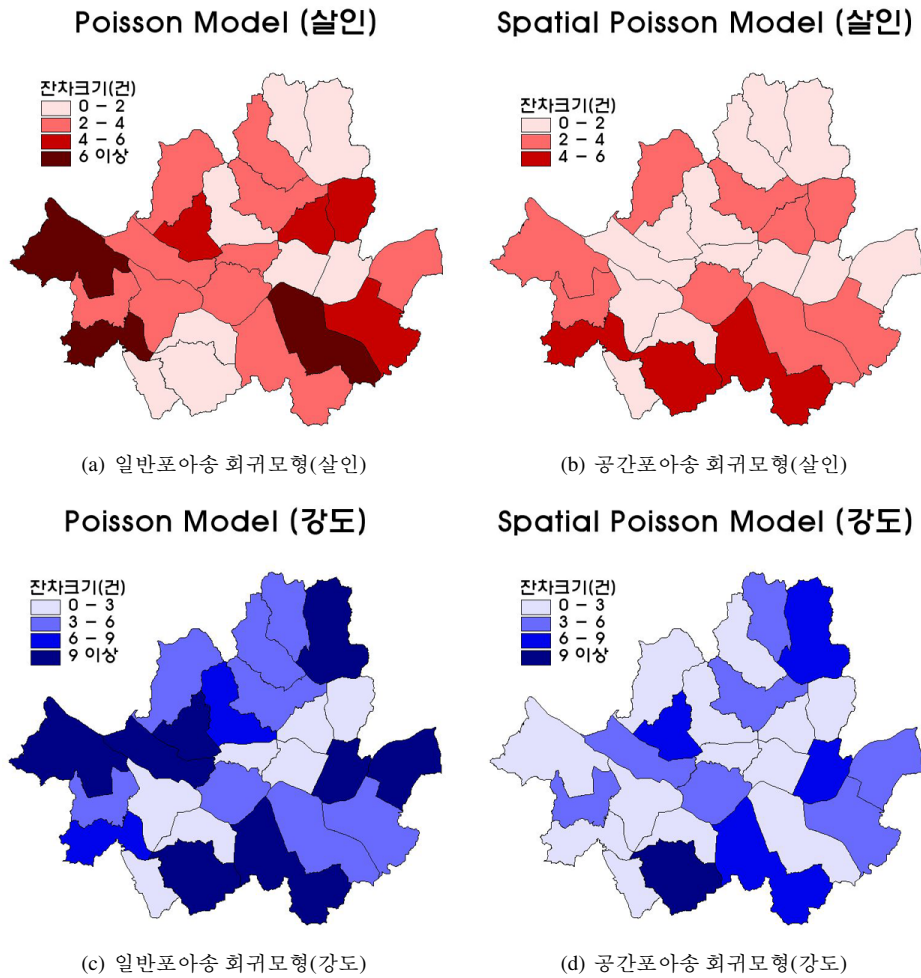 Poisson Model (살인)
잔차크기(건)
0 – 2
2 – 4
4 – 6
6 이상
(a) 일반포아송 회귀모형(살인)
Spatial Poisson Model (살인)
잔차크기(건)
0 – 2
2 – 4
4 – 6
(b) 공간포아송 회귀모형(살인)
Poisson Model (강도)
잔차크기(건)
0 – 3
3 – 6
6 – 9
9 이상
(c) 일반포아송 회귀모형(강도)
Spatial Poisson Model (강도)
잔차크기(건)
0 – 3
3 – 6
6 – 9
9 이상
(d) 공간포아송 회귀모형(강도)